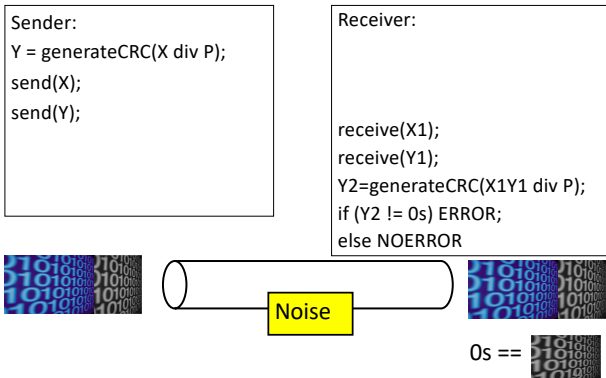 Sender:
Y = generateCRC(X div P);
send(X);
send(Y);
Receiver:
receive(X1);
receive(Y1);
Y2=generateCRC(X1Y1 div P);
if (Y2 != 0s) ERROR;
else NOERROR
Noise
0s ==